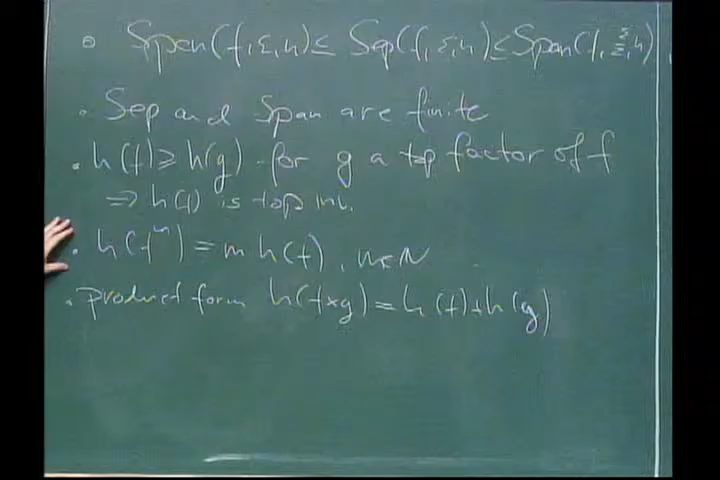 Span(f,ε,n) ≤ Sep(f,ε,n) ≤ Span(f,ε/2,n),
• Sep and Span are finite
• h(f) ≥ h(g) for g a top factor of f
⇒ h(f) is top inv.
• h(f^m) = m h(f), m∈ℕ
• product form h(f×g) = h(f)+h(g)